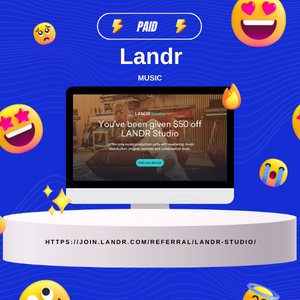 PAID
Landr
MUSIC
LANDR Studio
You've been given $50 off
LANDR Studio
HTTPS://JOIN.LANDR.COM/REFERRAL/LANDR-STUDIO/